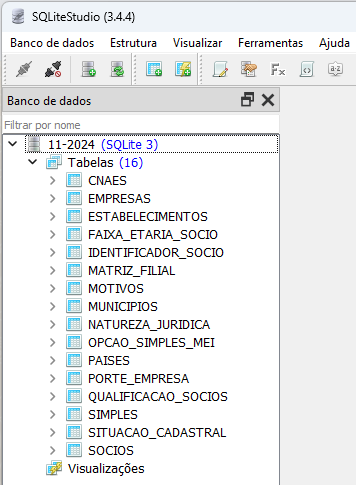 SQLiteStudio (3.4.4)
Banco de dados Estrutura Visualizar Ferramentas Ajuda
Banco de dados
Filtrar por nome
11-2024 (SQLite 3)
Tabelas (16)
CNAES
EMPRESAS
ESTABELECIMENTOS
FAIXA_ETARIA_SOCIO
IDENTIFICADOR_SOCIO
MATRIZ_FILIAL
MOTIVOS
MUNICIPIOS
NATUREZA_JURIDICA
OPCAO_SIMPLES_MEI
PAISES
PORTE_EMPRESA
QUALIFICACAO_SOCIOS
SIMPLES
SITUACAO_CADASTRAL
SOCIOS
Visualizações